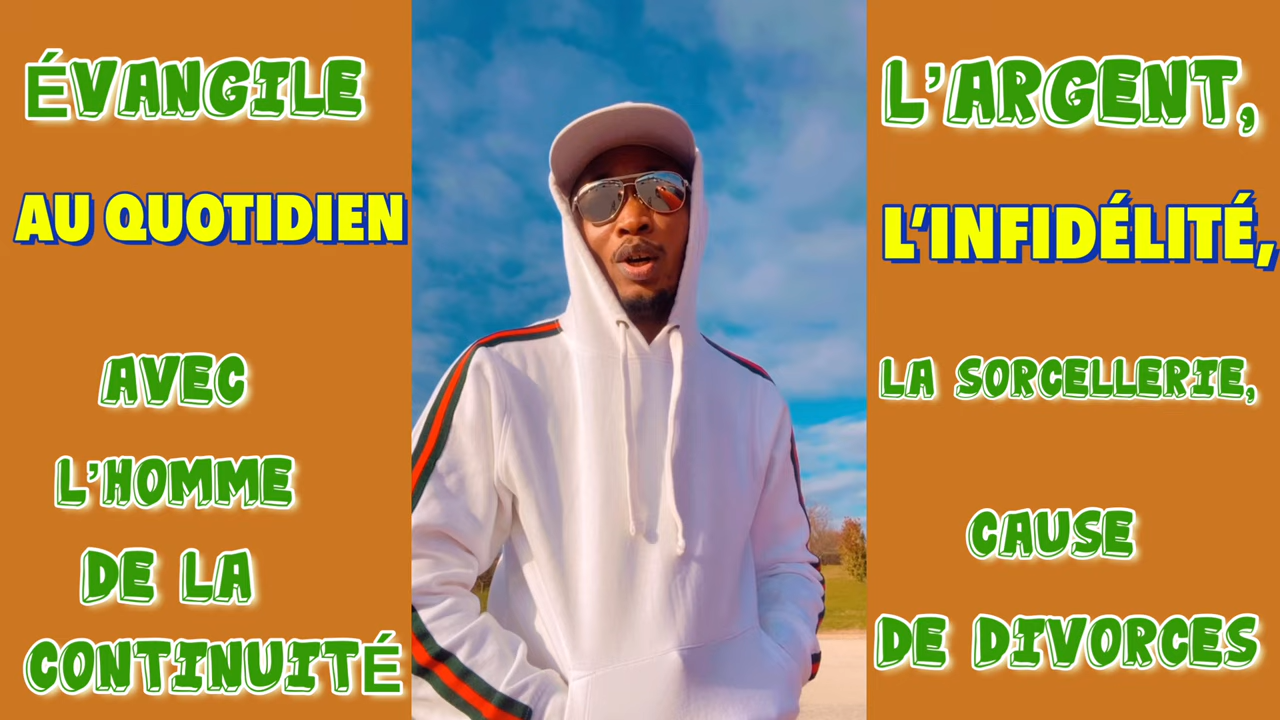 ÉVANGILE
AU QUOTIDIEN
AVEC
L'HOMME
DE LA
CONTINUITÉ
L'ARGENT,
L'INFIDÉLITÉ,
LA SORCELLERIE,
CAUSE
DE DIVORCES